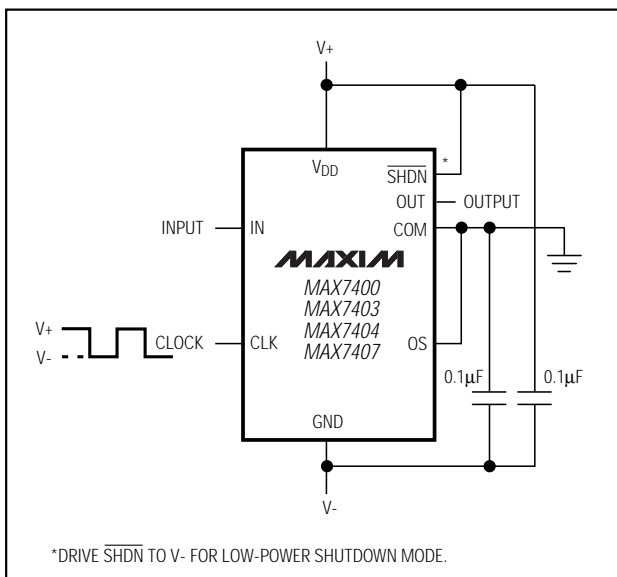 V+
VDD
SHDN
*
OUT
OUTPUT
INPUT
IN
COM
MAXIM
MAX7400
MAX7403
MAX7404
MAX7407
V+
V-
CLOCK
CLK
OS
0.1µF
0.1µF
GND
V-
*DRIVE SHDN TO V- FOR LOW-POWER SHUTDOWN MODE.